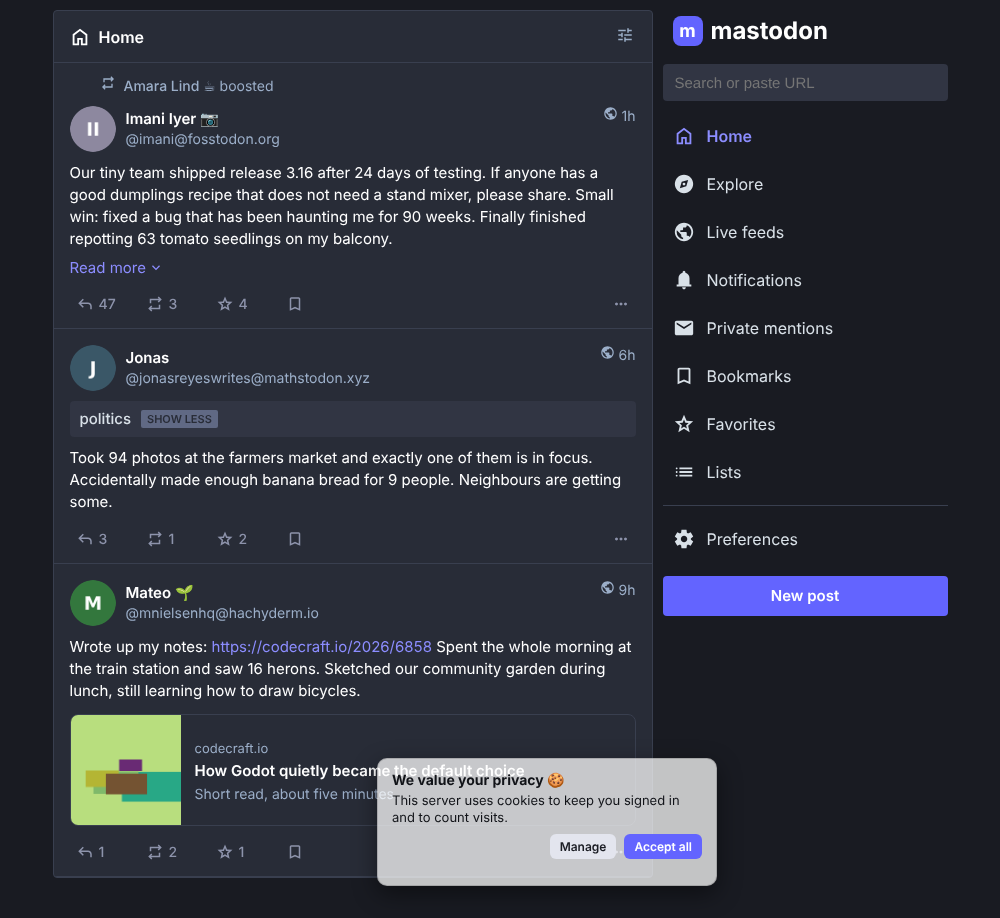 Home
Amara Lind ☕ boosted
II
Imani Iyer 📷
1h
@imani@fosstodon.org
Our tiny team shipped release 3.16 after 24 days of testing. If anyone has a
good dumplings recipe that does not need a stand mixer, please share. Small
win: fixed a bug that has been haunting me for 90 weeks. Finally finished
repotting 63 tomato seedlings on my balcony.
Read more
47 3 4
J
Jonas
6h
@jonasreyeswrites@mathstodon.xyz
politics SHOW LESS
Took 94 photos at the farmers market and exactly one of them is in focus.
Accidentally made enough banana bread for 9 people. Neighbours are getting
some.
3 1 2
M
Mateo 🌱
9h
@mnielsenhq@hachyderm.io
Wrote up my notes: https://codecraft.io/2026/6858 Spent the whole morning at
the train station and saw 16 herons. Sketched our community garden during
lunch, still learning how to draw bicycles.
codecraft.io
How Godot quietly became the default choice
Short read, about five minutes
1 2 1
We value your privacy 🍪
This server uses cookies to keep you signed in
and to count visits.
Manage
Accept all
m mastodon
Search or paste URL
Home
Explore
Live feeds
Notifications
Private mentions
Bookmarks
Favorites
Lists
Preferences
New post